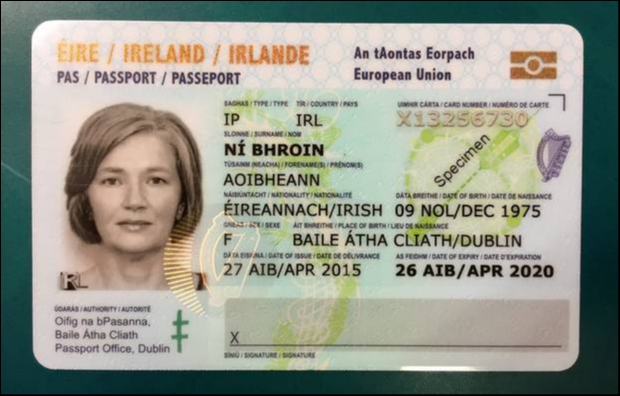 ÉIRE / IRELAND / IRLANDE
PAS / PASSPORT / PASSEPORT
An tAontas Eorpach
European Union
SAGHAS / TYPE / TYPE TÍR / COUNTRY / PAYS UIMHIR CÁRTA / CARD NUMBER / NUMÉRO DE CARTE
IP IRL X13256730
SLOINNE / SURNAME / NOM
NÍ BHROIN
Specimen
TÚSAINM (NEACHA) / FORENAME(S) / PRÉNOM(S)
AOIBHEANN
NÁISIÚNTACHT / NATIONALITY / NATIONALITÉ DÁTA BREITHE / DATE OF BIRTH / DATE DE NAISSANCE
ÉIREANNACH/IRISH 09 NOL/DEC 1975
GNÉAS / SEX / SEXE ÁIT BHREITHE / PLACE OF BIRTH / LIEU DE NAISSANCE
F BAILE ÁTHA CLIATH/DUBLIN
DÁTA EISIÚNA / DATE OF ISSUE / DATE DE DÉLIVRANCE AS FEIDHM / DATE OF EXPIRY / DATE D'EXPIRATION
27 AIB/APR 2015 26 AIB/APR 2020
ÚDARÁS / AUTHORITY / AUTORITÉ
Oifig na bPasanna,
Baile Átha Cliath
Passport Office, Dublin
X
SÍNIÚ / SIGNATURE / SIGNATURE